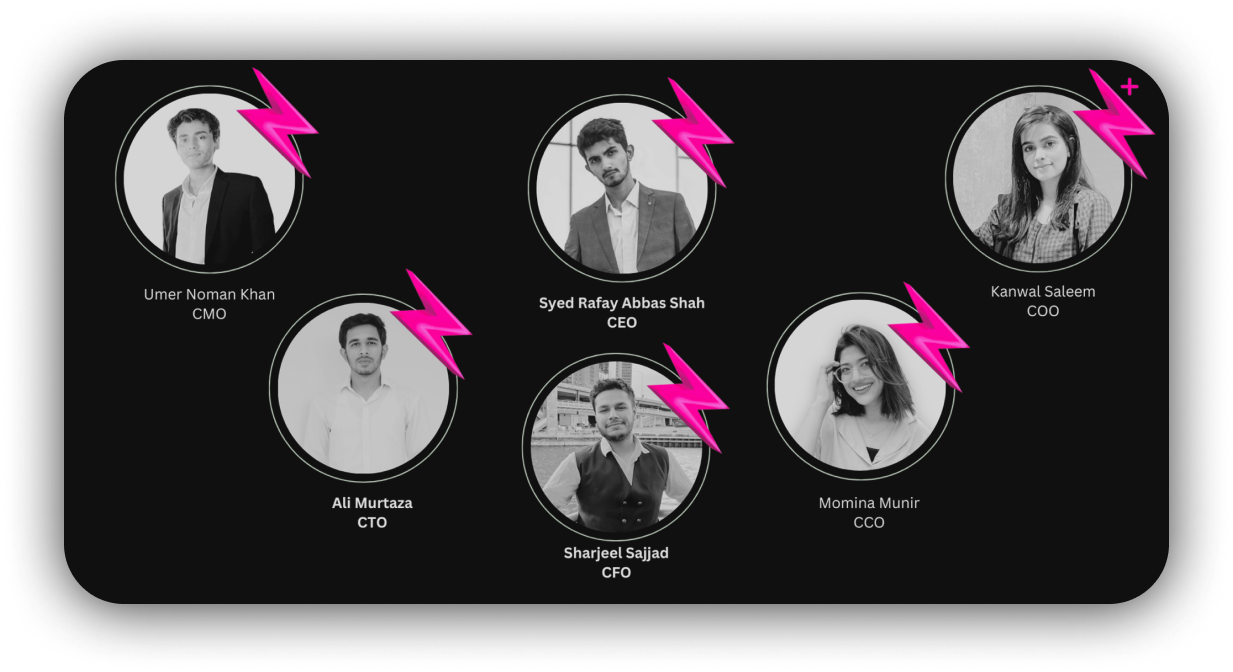 Umer Noman Khan
CMO
Syed Rafay Abbas Shah
CEO
Kanwal Saleem
COO
Ali Murtaza
CTO
Sharjeel Sajjad
CFO
Momina Munir
CCO